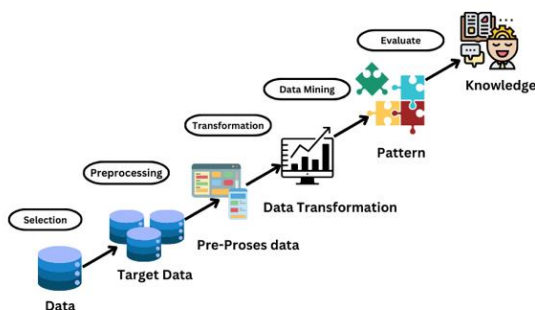 Evaluate
Knowledge
Data Mining
Pattern
Transformation
Data Transformation
Preprocessing
Pre-Proses data
Selection
Target Data
Data